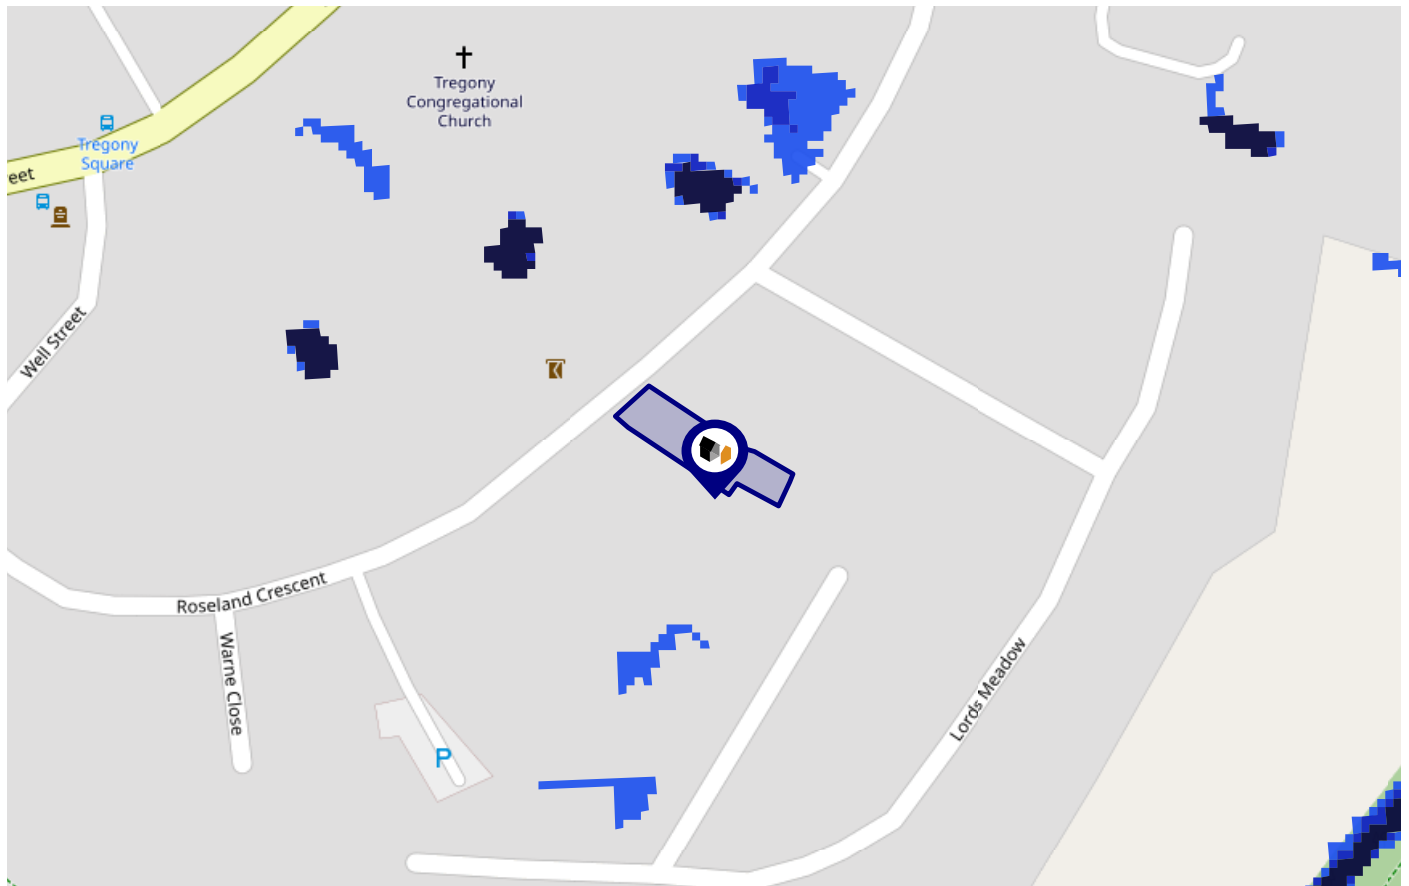 Tregony
Congregational
Church
Tregony
Square
eet
Well Street
Roseland Crescent
Warne Close
Lords Meadow
P